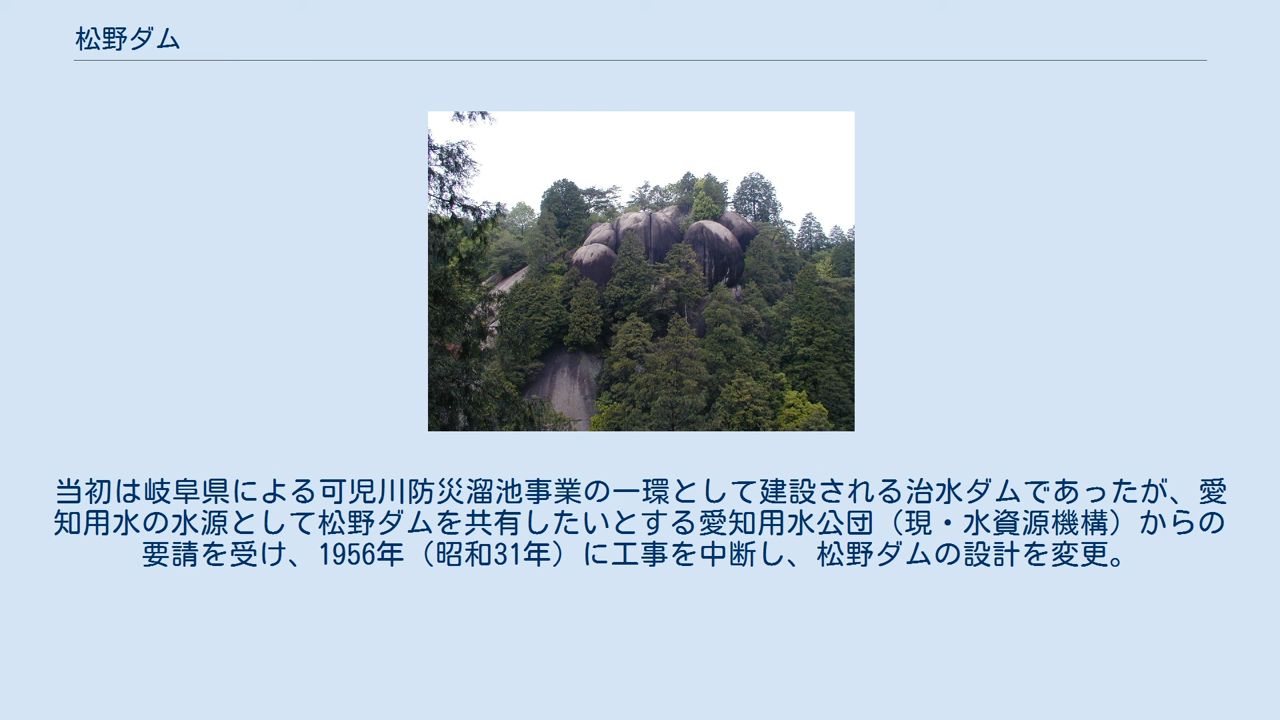 松野ダム
当初は岐阜県による可児川防災溜池事業の一環として建設される治水ダムであったが、愛
知用水の水源として松野ダムを共有したいとする愛知用水公団（現・水資源機構）からの
要請を受け、1956年（昭和31年）に工事を中断し、松野ダムの設計を変更。